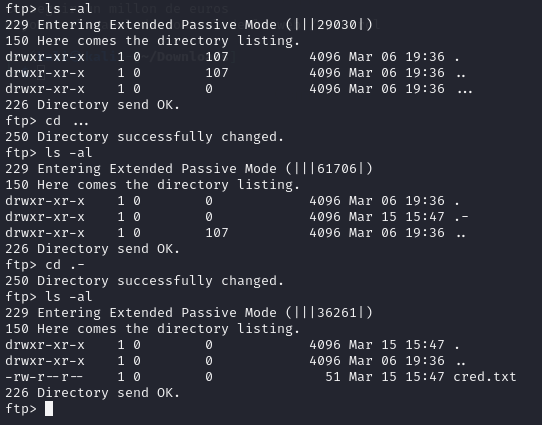 millon de euros
ftp> ls -al
229 Entering Extended Passive Mode (|||29030|)
150 Here comes the directory listing.
drwxr-xr-x    1 0        107          4096 Mar 06 19:36 .
drwxr-xr-x    1 0        107          4096 Mar 06 19:36 ..
drwxr-xr-x    1 0        0            4096 Mar 06 19:36 ...
226 Directory send OK.
ftp> cd ...
250 Directory successfully changed.
ftp> ls -al
229 Entering Extended Passive Mode (|||61706|)
150 Here comes the directory listing.
drwxr-xr-x    1 0        0            4096 Mar 06 19:36 .
drwxr-xr-x    1 0        0            4096 Mar 15 15:47 .-
drwxr-xr-x    1 0        107          4096 Mar 06 19:36 ..
226 Directory send OK.
ftp> cd .-
250 Directory successfully changed.
ftp> ls -al
229 Entering Extended Passive Mode (|||36261|)
150 Here comes the directory listing.
drwxr-xr-x    1 0        0            4096 Mar 15 15:47 .
drwxr-xr-x    1 0        0            4096 Mar 06 19:36 ..
-rw-r--r--    1 0        0              51 Mar 15 15:47 cred.txt
226 Directory send OK.
ftp>